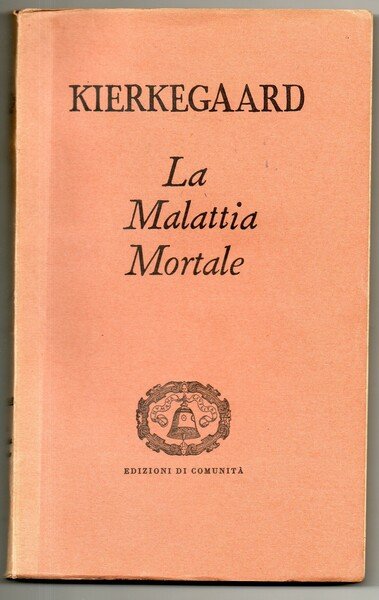 KIERKEGAARD
La
Malattia
Mortale
EDIZIONI DI COMUNITÀ